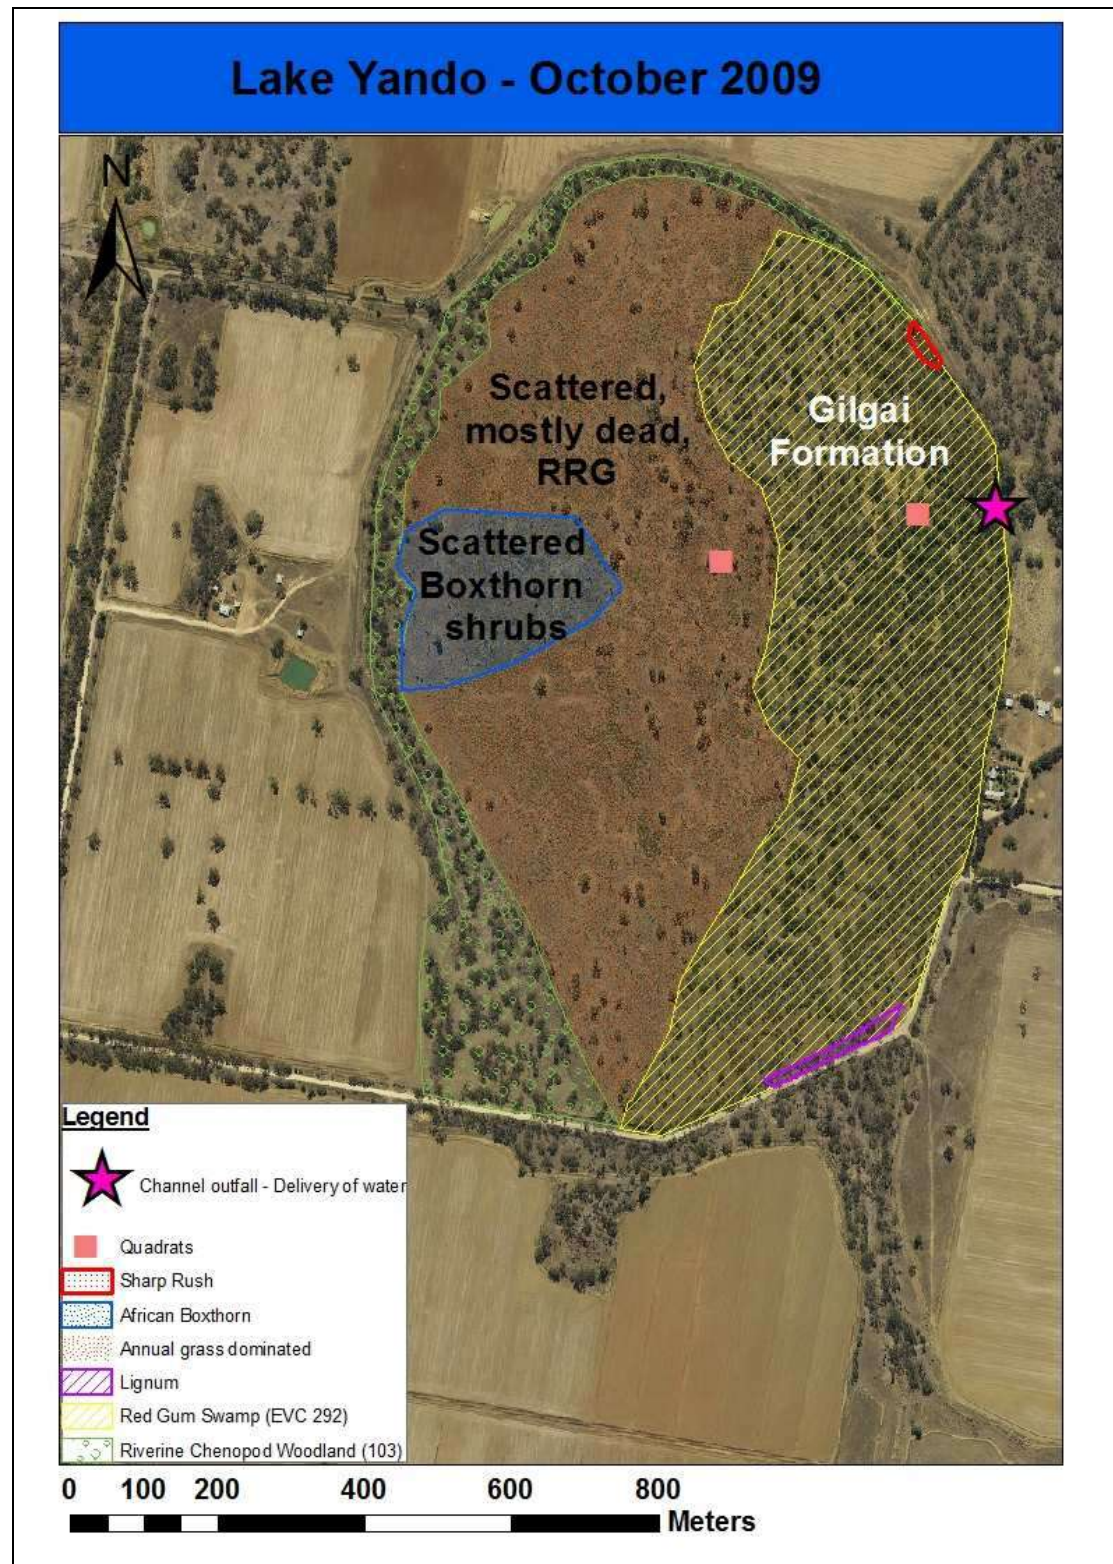 Lake Yando - October 2009
N
Scattered,
mostly dead,
RRG
Gilgai
Formation
Scattered
Boxthorn
shrubs
Legend
Channel outfall - Delivery of water
Quadrats
Sharp Rush
African Boxthorn
Annual grass dominated
Lignum
Red Gum Swamp (EVC 292)
Riverine Chenopod Woodland (103)
0 100 200 400 600 800
Meters